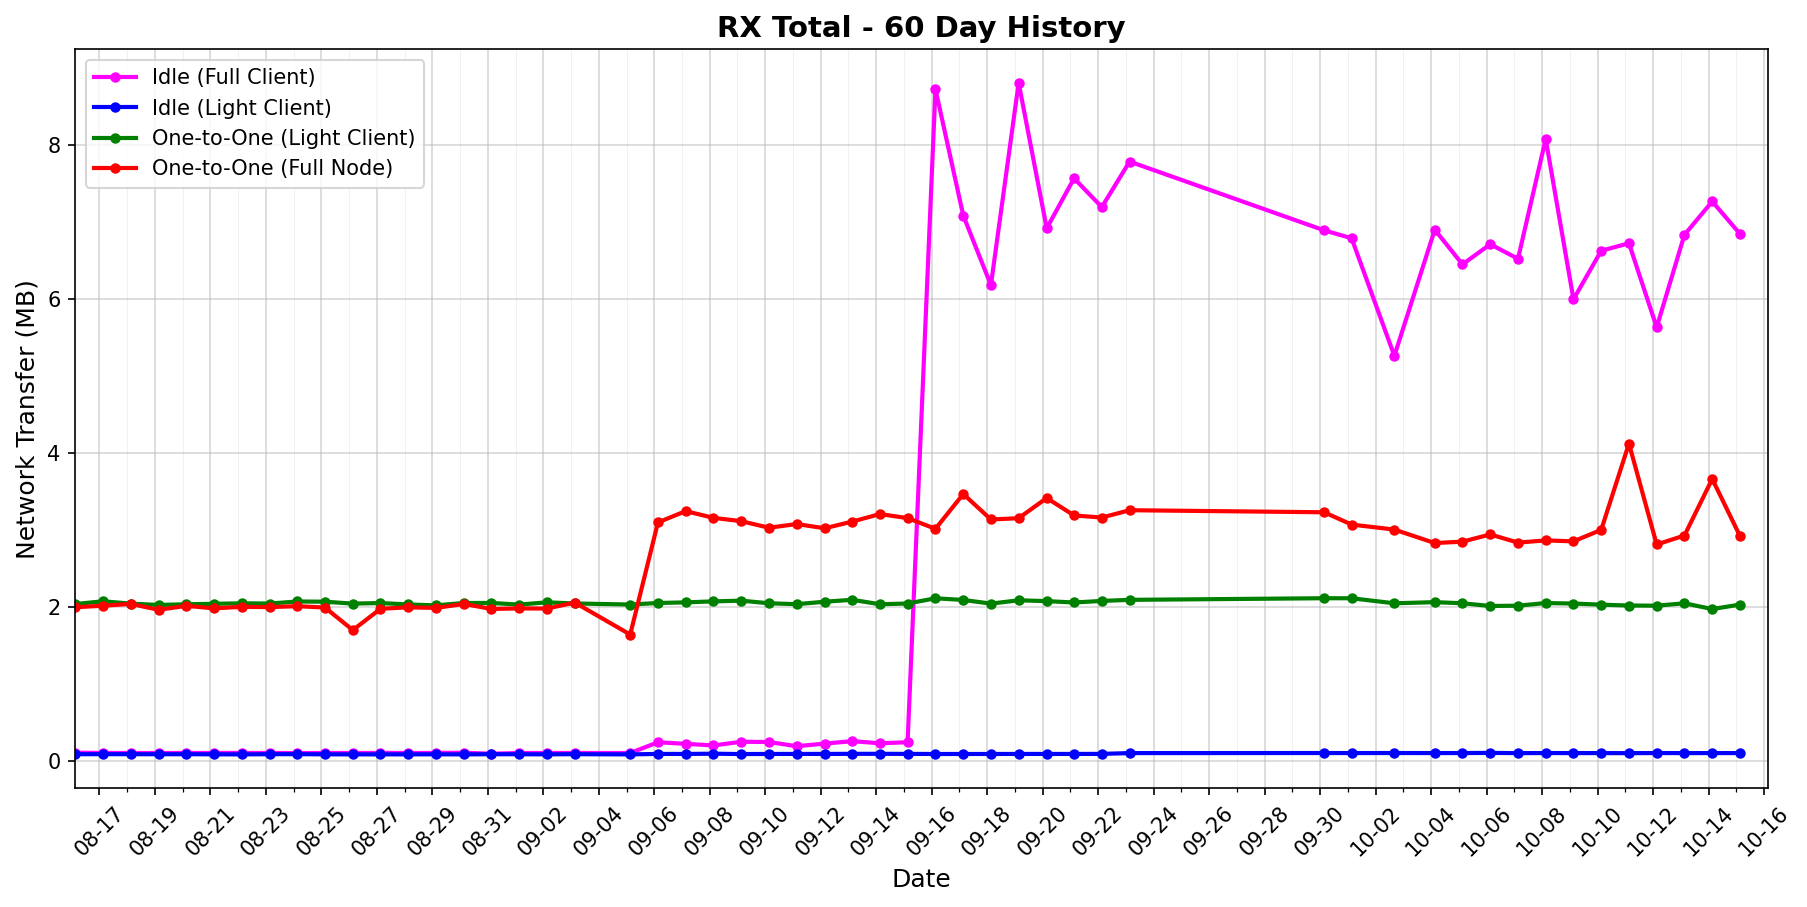 RX Total - 60 Day History
Idle (Full Client)
Idle (Light Client)
One-to-One (Light Client)
One-to-One (Full Node)
Network Transfer (MB)
8
6
4
2
0
08-17 08-19 08-21 08-23 08-25 08-27 08-29 08-31 09-02 09-04 09-06 09-08 09-10 09-12 09-14 09-16 09-18 09-20 09-22 09-24 09-26 09-28 09-30 10-02 10-04 10-06 10-08 10-10 10-12 10-14 10-16
Date